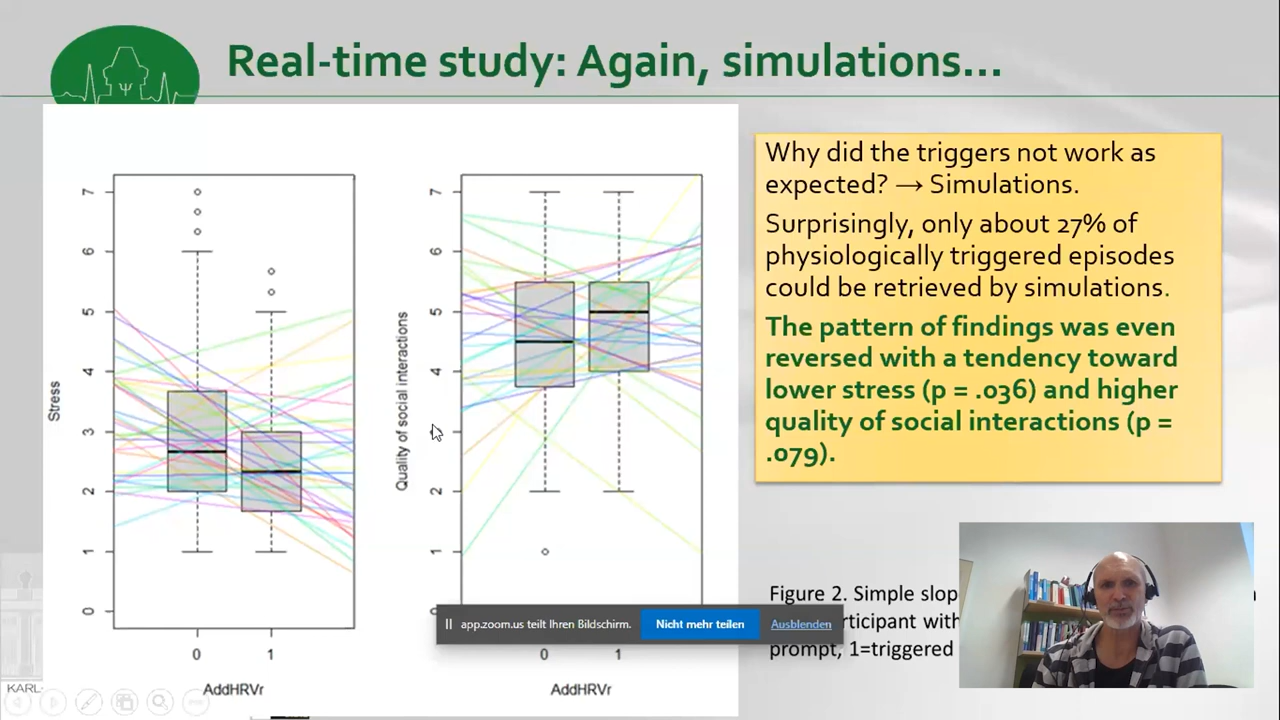 Real-time study: Again, simulations...
Why did the triggers not work as
expected? → Simulations.
Surprisingly, only about 27% of
physiologically triggered episodes
could be retrieved by simulations.
The pattern of findings was even
reversed with a tendency toward
lower stress (p = .036) and higher
quality of social interactions (p =
.079).
Stress
7
6
5
4
3
2
1
0
0 1
AddHRVr
Quality of social interactions
7
6
5
4
3
2
1
0 1
AddHRVr
Figure 2. Simple
with
prompt, 1=triggered
app.zoom.us teilt Ihren Bildschirm.
Nicht mehr teilen
Ausblenden
KARL
Ψ